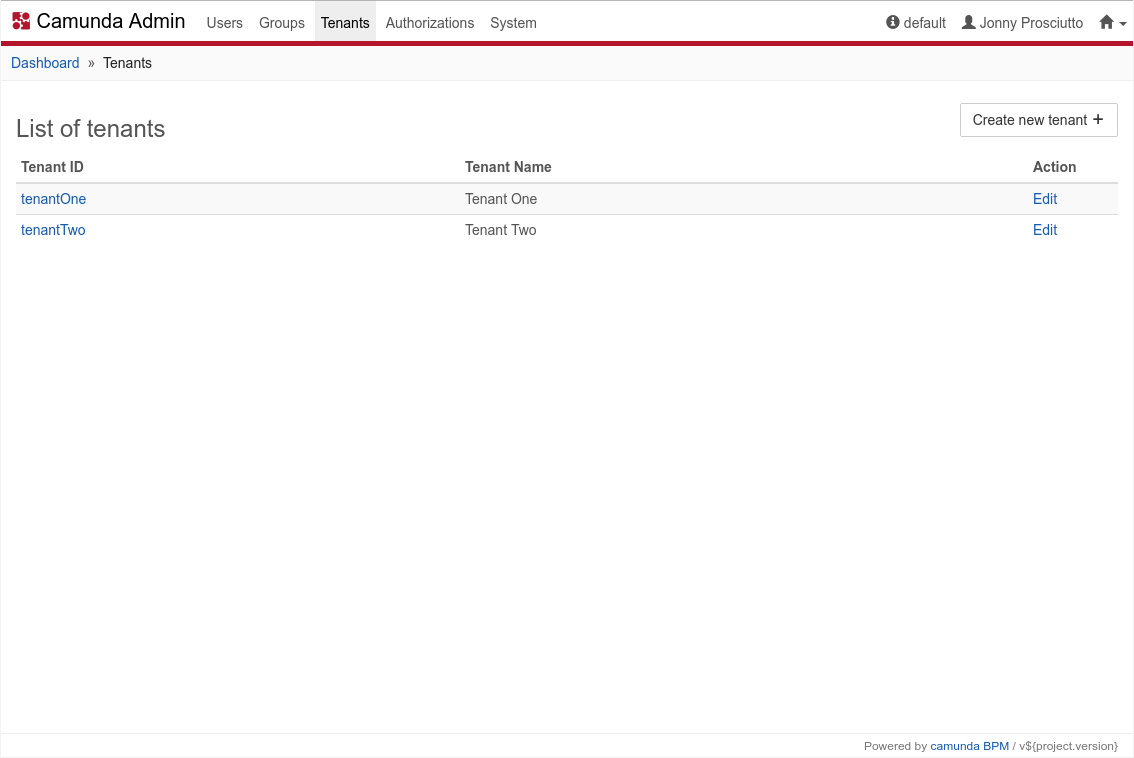 Camunda Admin Users Groups Tenants Authorizations System default Jonny Prosciutto
Dashboard » Tenants
List of tenants
Create new tenant +
Tenant ID Tenant Name Action
tenantOne Tenant One Edit
tenantTwo Tenant Two Edit
Powered by camunda BPM / v${project.version}